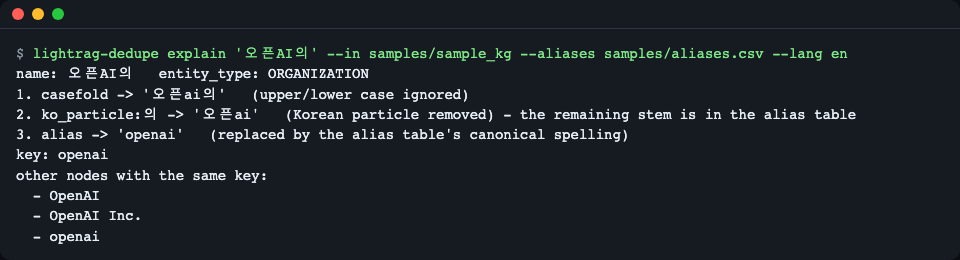 $ lightrag-dedupe explain '오픈AI의' --in samples/sample_kg --aliases samples/aliases.csv --lang en
name: 오픈AI의   entity_type: ORGANIZATION
1. casefold -> '오픈ai의'   (upper/lower case ignored)
2. ko_particle:의 -> '오픈ai'   (Korean particle removed) - the remaining stem is in the alias table
3. alias -> 'openai'   (replaced by the alias table's canonical spelling)
key: openai
other nodes with the same key:
  - OpenAI
  - OpenAI Inc.
  - openai